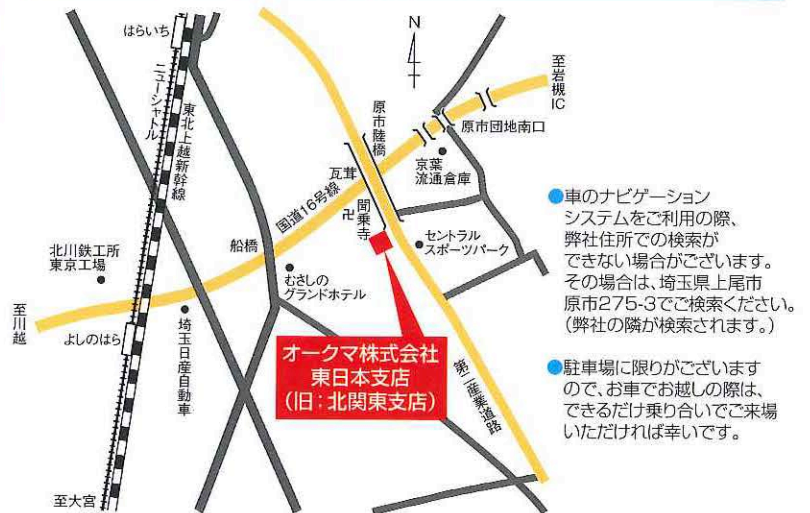 はらいち
ニューシャトル
東北上越新幹線
N
至岩槻IC
原市陸橋
原市団地南口
瓦葺
京葉
流通倉庫
国道16号線
卍
聞乗寺
船橋
セントラル
スポーツパーク
北川鉄工所
東京工場
むさしの
グランドホテル
至川越
よしのはら
埼玉日産自動車
オークマ株式会社
東日本支店
(旧:北関東支店)
第二産業道路
至大宮
●車のナビゲーション
システムをご利用の際、
弊社住所での検索が
できない場合がございます。
その場合は、埼玉県上尾市
原市275-3でご検索ください。
(弊社の隣が検索されます。)
●駐車場に限りがございます
ので、お車でお越しの際は、
できるだけ乗り合いでご来場
いただければ幸いです。